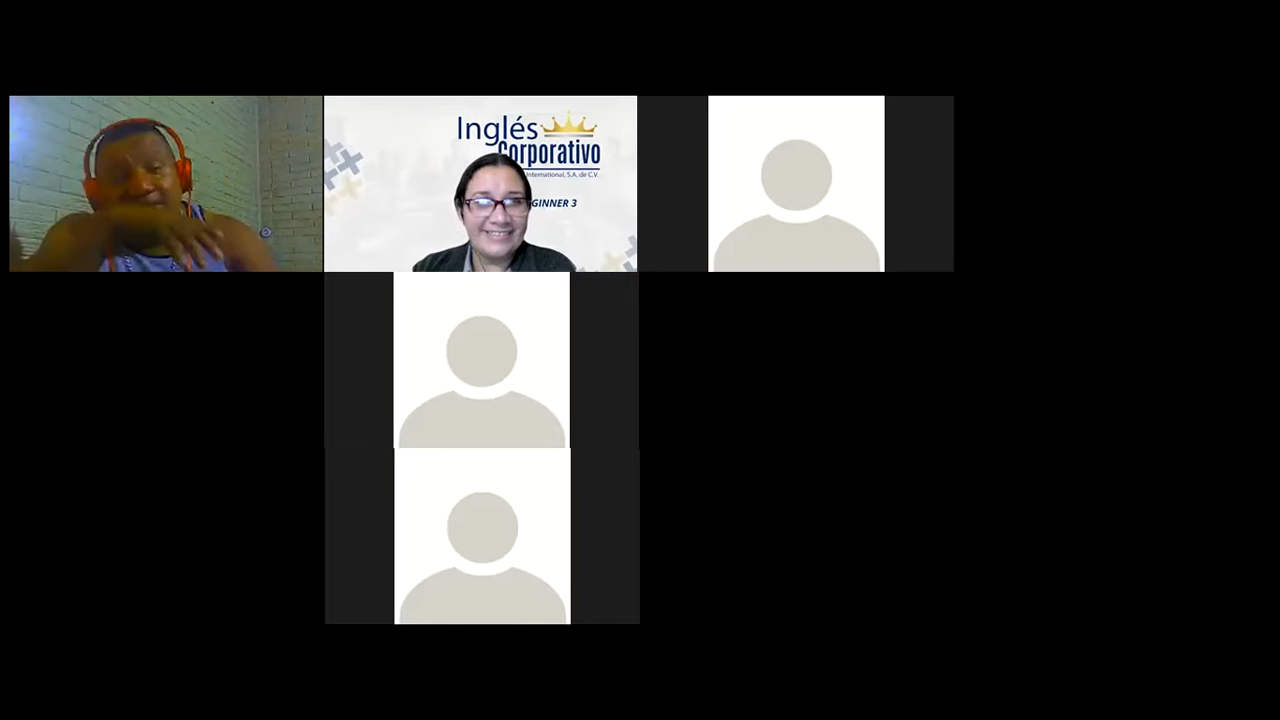 Inglés
Corporativo
International, S.A. de C.V.
GINNER 3